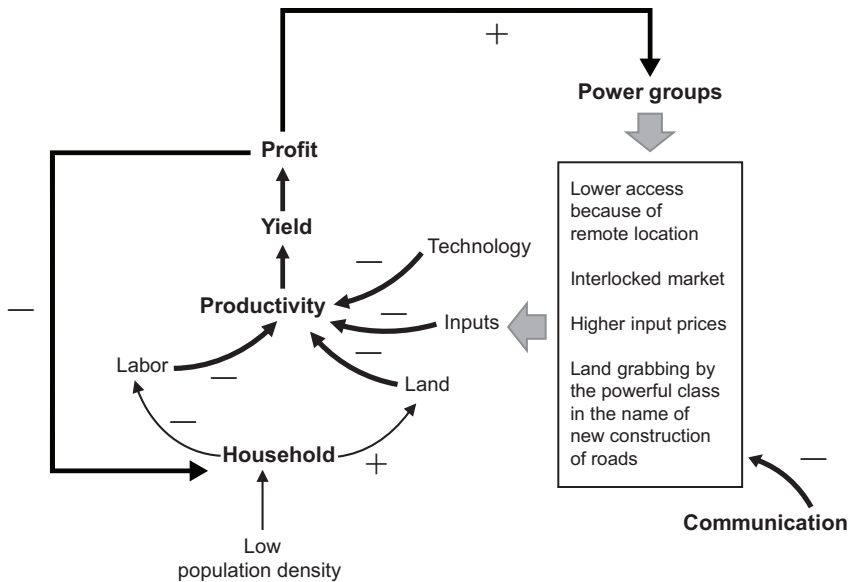 +
Power groups
Profit
Lower access
because of
remote location
Yield
Technology
—
Interlocked market
Productivity
—
—
Inputs
Higher input prices
—
Labor
—
Land
Land grabbing by
the powerful class
in the name of
new construction
of roads
—
Household
+
—
Communication
Low
population density